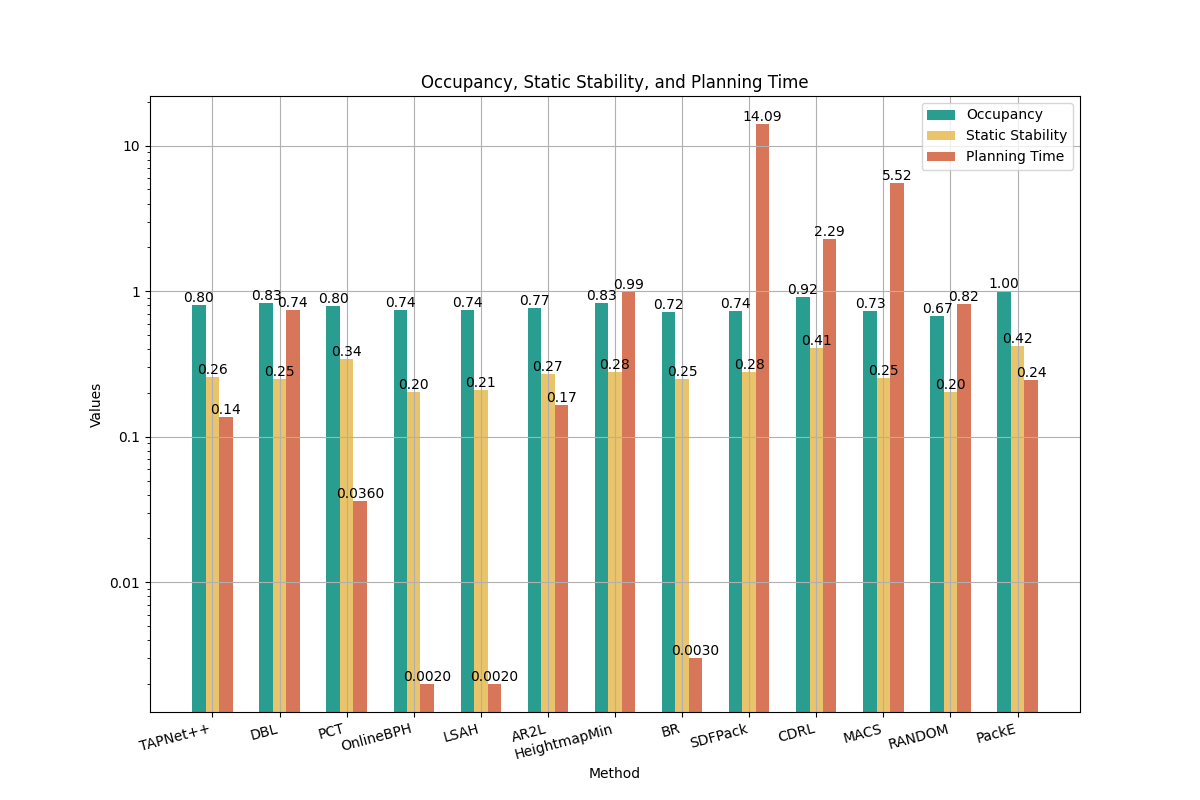 Occupancy, Static Stability, and Planning Time
Occupancy
Static Stability
Planning Time
Values
10
1
0.1
0.01
0.80 0.26 0.14
0.83 0.25 0.74
0.80 0.34 0.0360
0.74 0.20 0.0020
0.74 0.21 0.0020
0.77 0.27 0.17
0.83 0.28 0.99
0.72 0.25 0.0030
0.74 0.28 14.09
0.92 0.41 2.29
0.73 0.25 5.52
0.67 0.20 0.82
1.00 0.42 0.24
TAPNet++ DBL PCT OnlineBPH LSAH AR2L HeightmapMin BR SDFPack CDRL MACS RANDOM PackE
Method